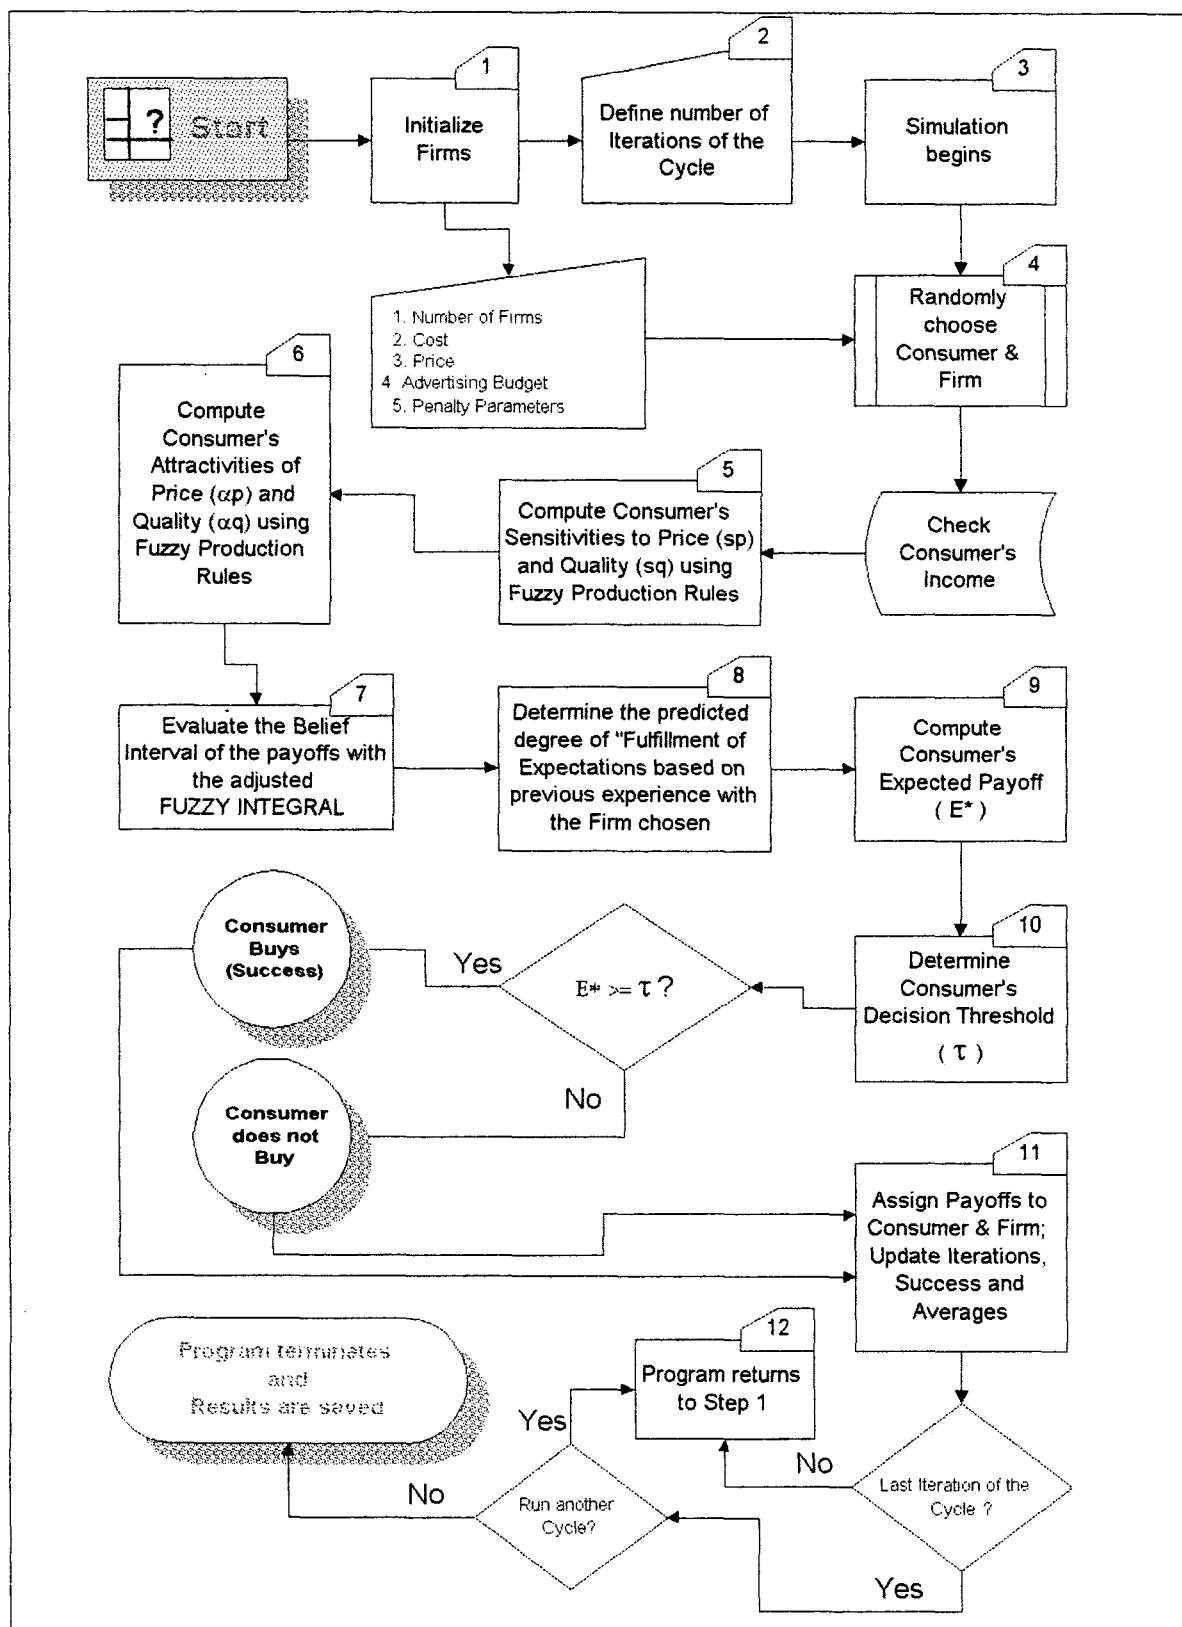 ?
Start
1
Initialize
Firms
2
Define number of
Iterations of the
Cycle
3
Simulation
begins
1. Number of Firms
2. Cost
3. Price
4 Advertising Budget
5. Penalty Parameters
4
Randomly
choose
Consumer &
Firm
Check
Consumer's
Income
5
Compute Consumer's
Sensitivities to Price (sp)
and Quality (sq) using
Fuzzy Production Rules
6
Compute
Consumer's
Attractivities of
Price (αp) and
Quality (αq) using
Fuzzy Production
Rules
7
Evaluate the Belief
Interval of the payoffs with
the adjusted
FUZZY INTEGRAL
8
Determine the predicted
degree of "Fulfillment of
Expectations based on
previous experience with
the Firm chosen
9
Compute
Consumer's
Expected Payoff
( E* )
10
Determine
Consumer's
Decision Threshold
( τ )
E* >= τ ?
Yes
Consumer
Buys
(Success)
No
Consumer
does not
Buy
11
Assign Payoffs to
Consumer & Firm;
Update Iterations,
Success and
Averages
Last Iteration of the
Cycle ?
No
12
Program returns
to Step 1
Yes
Run another
Cycle?
Yes
No
Program terminates
and
Results are saved